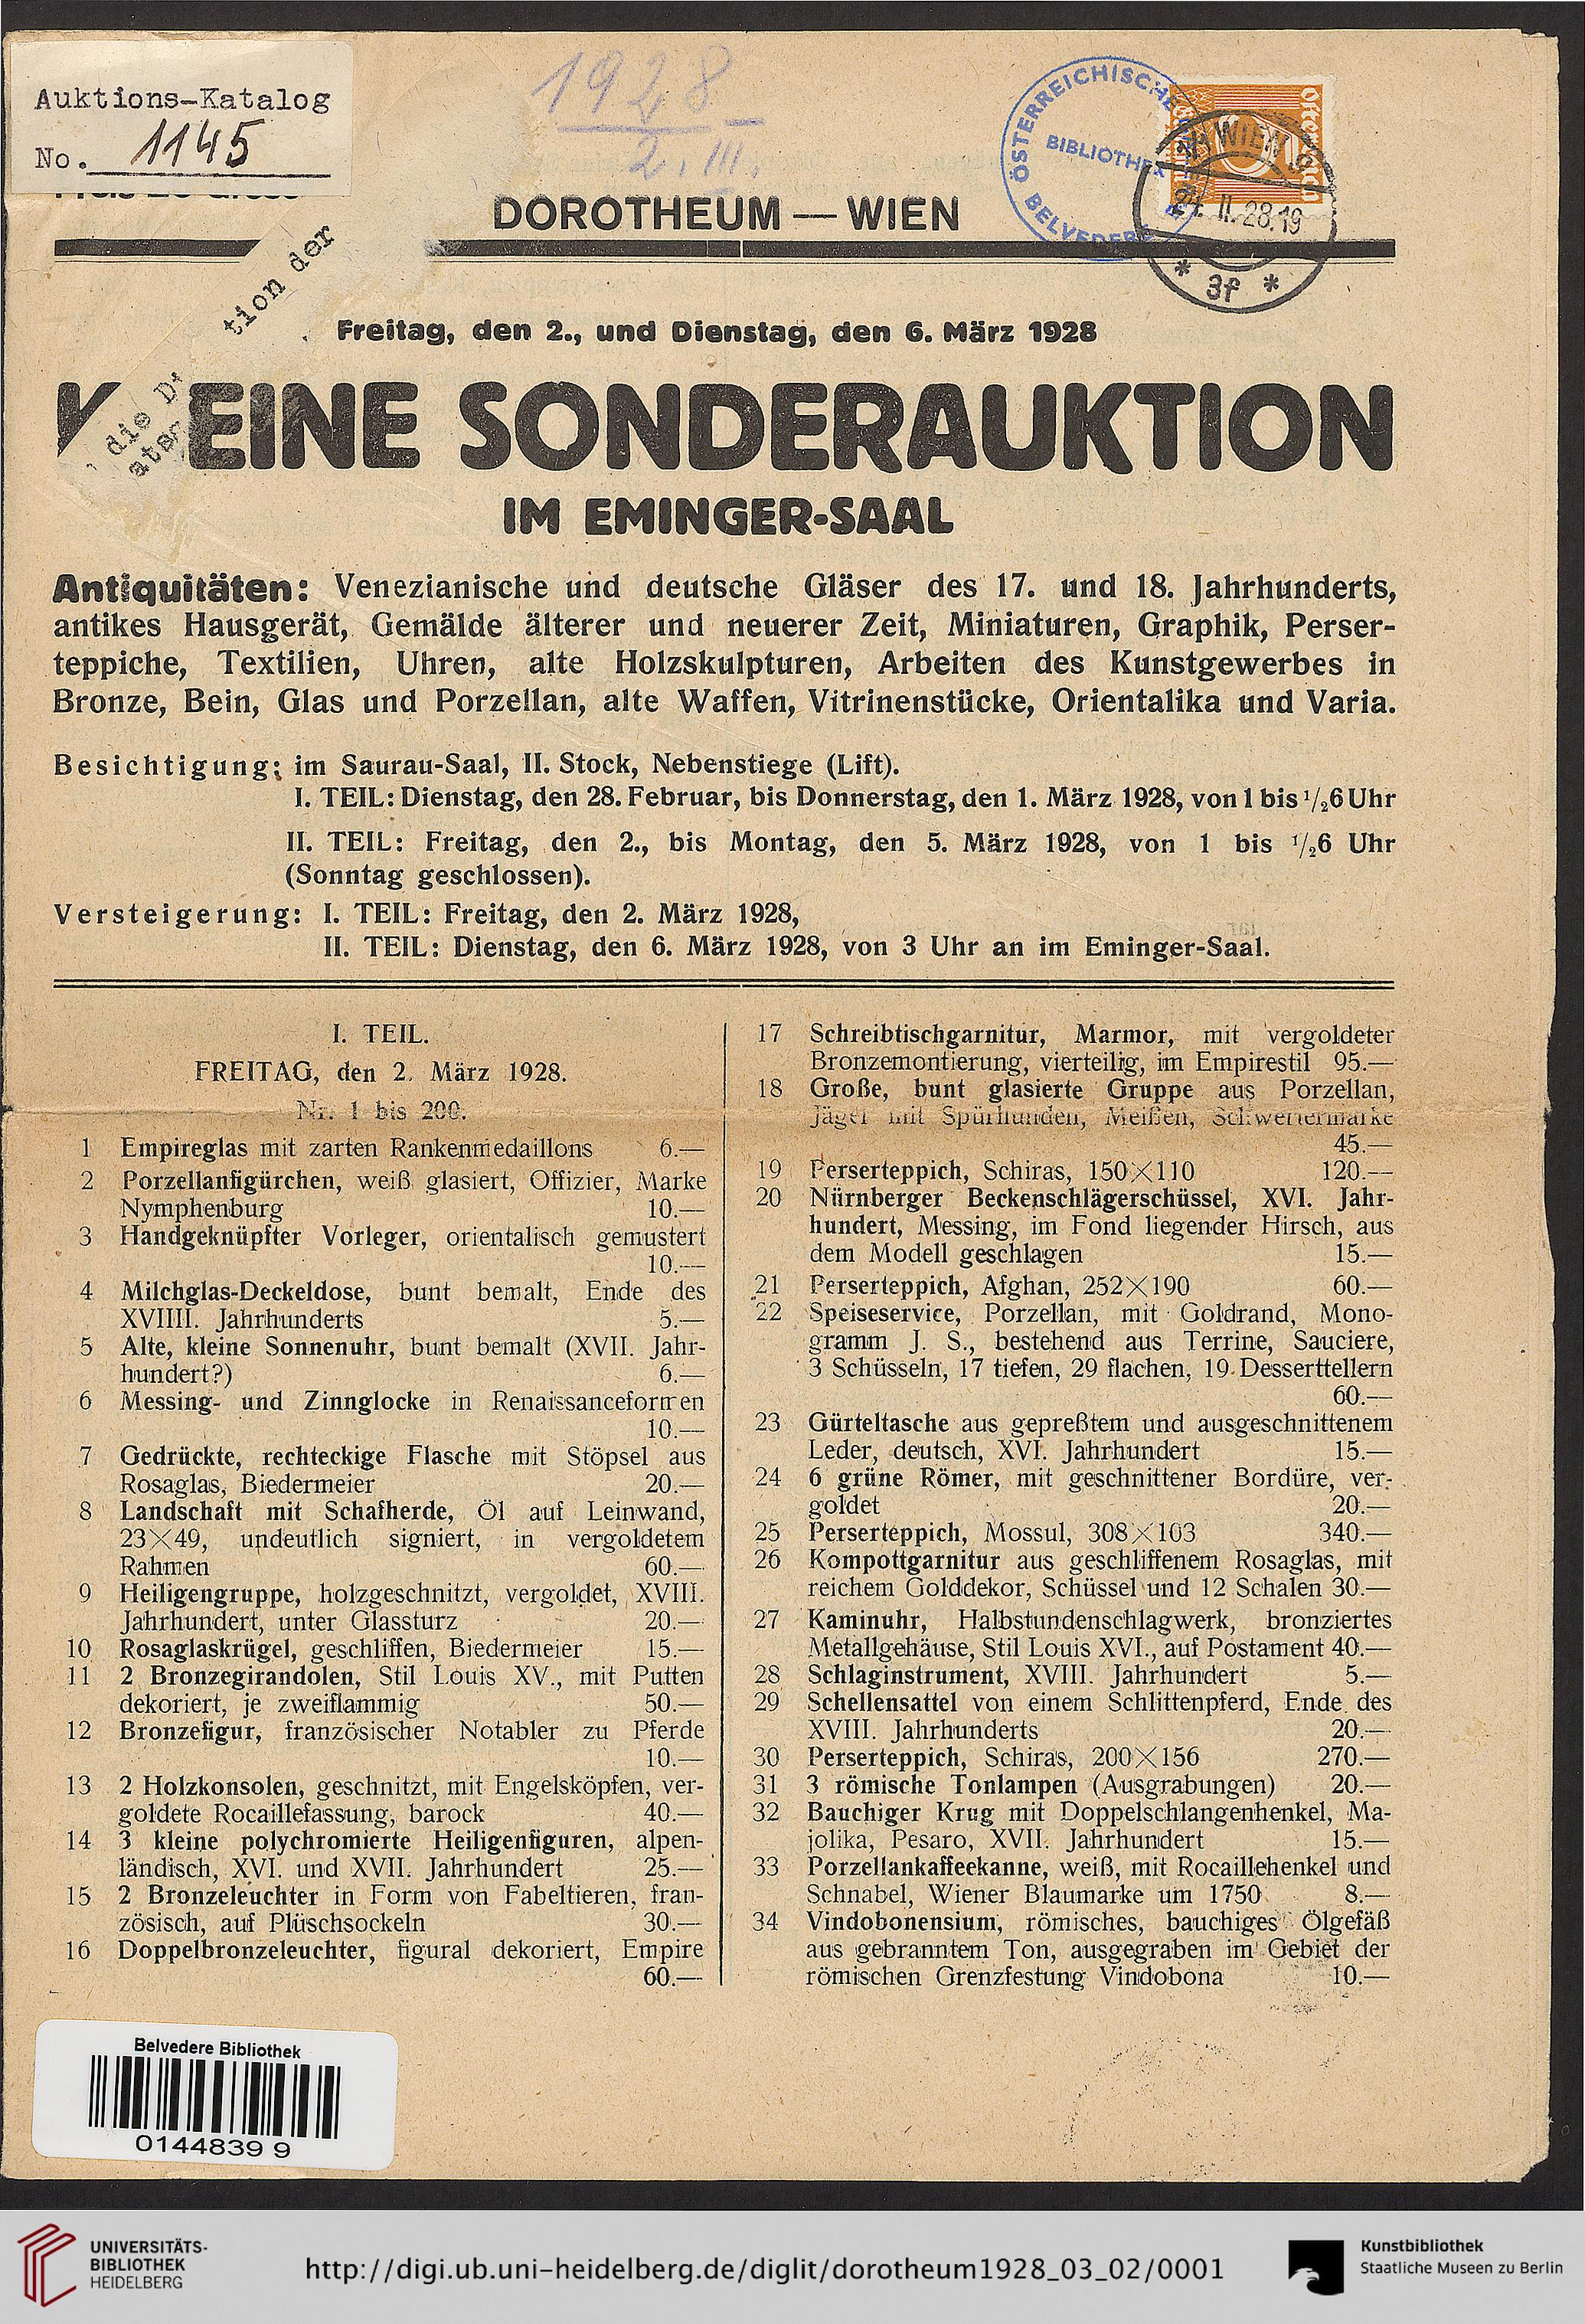 Auktions-Katalog
No. 1145
1928
2. III.
ÖSTERREICHISCHE
BIBLIOTHEK
BELVEDERE
WIEN
24. II. 28. 19
* 3f *
DOROTHEUM — WIEN
tion der
die
Freitag, den 2., und Dienstag, den 6. März 1928
EINE SONDERAUKTION
IM EMINGER-SAAL
Antiquitäten: Venezianische und deutsche Gläser des 17. und 18. Jahrhunderts,
antikes Hausgerät, Gemälde älterer und neuerer Zeit, Miniaturen, Graphik, Perser-
teppiche, Textilien, Uhren, alte Holzskulpturen, Arbeiten des Kunstgewerbes in
Bronze, Bein, Glas und Porzellan, alte Waffen, Vitrinenstücke, Orientalika und Varia.
Besichtigung: im Saurau-Saal, II. Stock, Nebenstiege (Lift).
I. TEIL: Dienstag, den 28. Februar, bis Donnerstag, den 1. März 1928, von 1 bis 1/26 Uhr
II. TEIL: Freitag, den 2., bis Montag, den 5. März 1928, von 1 bis 1/26 Uhr
(Sonntag geschlossen).
Versteigerung: I. TEIL: Freitag, den 2. März 1928,
II. TEIL: Dienstag, den 6. März 1928, von 3 Uhr an im Eminger-Saal.
I. TEIL.
FREITAG, den 2. März 1928.
Nr. 1 bis 200.
1 Empireglas mit zarten Rankenmedaillons 6.—
2 Porzellanfigürchen, weiß glasiert, Offizier, Marke
Nymphenburg 10.—
3 Handgeknüpfter Vorleger, orientalisch gemustert
10.—
4 Milchglas-Deckeldose, bunt bemalt, Ende des
XVIIII. Jahrhunderts 5.—
5 Alte, kleine Sonnenuhr, bunt bemalt (XVII. Jahr-
hundert?) 6.—
6 Messing- und Zinnglocke in Renaissanceformen
10.—
7 Gedrückte, rechteckige Flasche mit Stöpsel aus
Rosaglas, Biedermeier 20.—
8 Landschaft mit Schafherde, Öl auf Leinwand,
23×49, undeutlich signiert, in vergoldetem
Rahmen 60.—
9 Heiligengruppe, holzgeschnitzt, vergoldet, XVIII.
Jahrhundert, unter Glassturz 20.—
10 Rosaglaskrügel, geschliffen, Biedermeier 15.—
11 2 Bronzegirandolen, Stil Louis XV., mit Putten
dekoriert, je zweiflammig 50.—
12 Bronzefigur, französischer Notabler zu Pferde
10.—
13 2 Holzkonsolen, geschnitzt, mit Engelsköpfen, ver-
goldete Rocaillefassung, barock 40.—
14 3 kleine polychromierte Heiligenfiguren, alpen-
ländisch, XVI. und XVII. Jahrhundert 25.—
15 2 Bronzeleuchter in Form von Fabeltieren, fran-
zösisch, auf Plüschsockeln 30.—
16 Doppelbronzeleuchter, figural dekoriert, Empire
60.—
17 Schreibtischgarnitur, Marmor, mit vergoldeter
Bronzemontierung, vierteilig, im Empirestil 95.—
18 Große, bunt glasierte Gruppe aus Porzellan,
Jäger mit Spürhunden, Meißen, Schwertermarke
45.—
19 Perserteppich, Schiras, 150×110 120.—
20 Nürnberger Beckenschlägerschüssel, XVI. Jahr-
hundert, Messing, im Fond liegender Hirsch, aus
dem Modell geschlagen 15.—
21 Perserteppich, Afghan, 252×190 60.—
22 Speiseservice, Porzellan, mit Goldrand, Mono-
gramm J. S., bestehend aus Terrine, Sauciere,
3 Schüsseln, 17 tiefen, 29 flachen, 19 Desserttellern
60.—
23 Gürteltasche aus gepreßtem und ausgeschnittenem
Leder, deutsch, XVI. Jahrhundert 15.—
24 6 grüne Römer, mit geschnittener Bordüre, ver-
goldet 20.—
25 Perserteppich, Mossul, 308×103 340.—
26 Kompottgarnitur aus geschliffenem Rosaglas, mit
reichem Golddekor, Schüssel und 12 Schalen 30.—
27 Kaminuhr, Halbstundenschlagwerk, bronziertes
Metallgehäuse, Stil Louis XVI., auf Postament 40.—
28 Schlaginstrument, XVIII. Jahrhundert 5.—
29 Schellensattel von einem Schlittenpferd, Ende des
XVIII. Jahrhunderts 20.—
30 Perserteppich, Schiras, 200×156 270.—
31 3 römische Tonlampen (Ausgrabungen) 20.—
32 Bauchiger Krug mit Doppelschlangenhenkel, Ma-
jolika, Pesaro, XVII. Jahrhundert 15.—
33 Porzellankaffeekanne, weiß, mit Rocaillehenkel und
Schnabel, Wiener Blaumarke um 1750 8.—
34 Vindobonensium, römisches, bauchiges Ölgefäß
aus gebranntem Ton, ausgegraben im Gebiet der
römischen Grenzfestung Vindobona 10.—
Belvedere Bibliothek
0144839 9
UNIVERSITÄTS-
BIBLIOTHEK
HEIDELBERG
http://digi.ub.uni-heidelberg.de/diglit/dorotheum1928_03_02/0001
Kunstbibliothek
Staatliche Museen zu Berlin